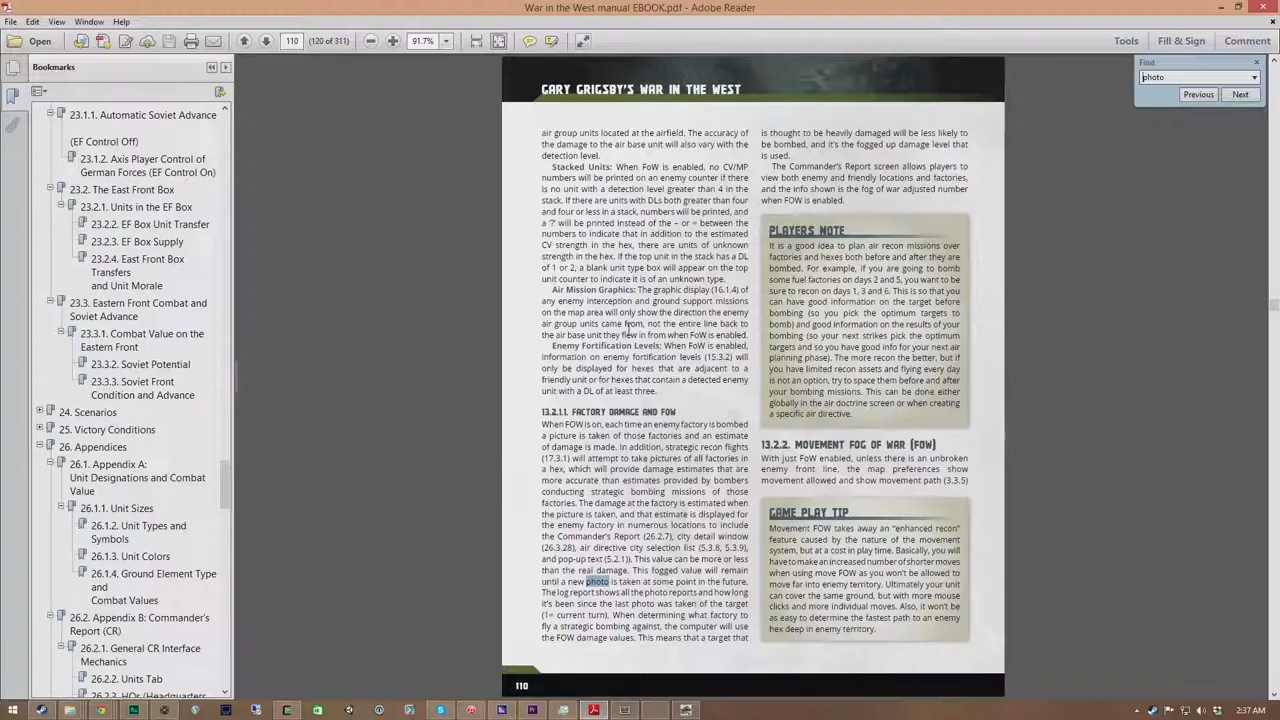 War in the West manual EBOOK.pdf - Adobe Reader
File Edit View Window Help
Open
110
(120 of 311)
91.7%
Tools
Fill & Sign
Comment
Bookmarks
23.1.1. Automatic Soviet Advance
(EF Control Off)
23.1.2. Axis Player Control of
German Forces (EF Control On)
23.2. The East Front Box
23.2.1. Units in the EF Box
23.2.2. EF Box Unit Transfer
23.2.3. EF Box Supply
23.2.4. East Front Box
Transfers
and Unit Morale
23.3. Eastern Front Combat and
Soviet Advance
23.3.1. Combat Value on the
Eastern Front
23.3.2. Soviet Potential
23.3.3. Soviet Front
Condition and Advance
24. Scenarios
25. Victory Conditions
26. Appendices
26.1. Appendix A:
Unit Designations and Combat
Value
26.1.1. Unit Sizes
26.1.2. Unit Types and
Symbols
26.1.3. Unit Colors
26.1.4. Ground Element Type
and
Combat Values
26.2. Appendix B: Commander's
Report (CR)
26.2.1. General CR Interface
Mechanics
26.2.2. Units Tab
26.2.3. HQr (Headquarters
GARY GRIGSBY'S WAR IN THE WEST
air group units located at the airfield. The accuracy of
the damage to the air base unit will also vary with the
detection level.
Stacked Units: When FoW is enabled, no CV/MP
numbers will be printed on an enemy counter if there
is no unit with a detection level greater than 4 in the
stack. If there are units with DLs both greater than four
and four or less in a stack, numbers will be printed, and
a '?' will be printed instead of the – or = between the
numbers to indicate that in addition to the estimated
CV strength in the hex, there are units of unknown
strength in the hex. If the top unit in the stack has a DL
of 1 or 2, a blank unit type box will appear on the top
unit counter to indicate it is of an unknown type.
Air Mission Graphics: The graphic display (16.1.4) of
any enemy interception and ground support missions
on the map area will only show the direction the enemy
air group units came from, not the entire line back to
the air base unit they flew in from when FoW is enabled.
Enemy Fortification Levels: When FoW is enabled,
information on enemy fortification levels (15.3.2) will
only be displayed for hexes that are adjacent to a
friendly unit or for hexes that contain a detected enemy
unit with a DL of at least three.
13.2.1.1. FACTORY DAMAGE AND FOW
When FOW is on, each time an enemy factory is bombed
a picture is taken of those factories and an estimate
of damage is made. In addition, strategic recon flights
(17.3.1) will attempt to take pictures of all factories in
a hex, which will provide damage estimates that are
more accurate than estimates provided by bombers
conducting strategic bombing missions of those
factories. The damage at the factory is estimated when
the picture is taken, and that estimate is displayed for
the enemy factory in numerous locations to include
the Commander's Report (26.2.7), city detail window
(26.3.28), air directive city selection list (5.3.8, 5.3.9),
and pop-up text (5.2.1)). This value can be more or less
than the real damage. This fogged value will remain
until a new photo is taken at some point in the future.
The log report shows all the photo reports and how long
it's been since the last photo was taken of the target
(1= current turn). When determining what factory to
fly a strategic bombing against, the computer will use
the FOW damage values. This means that a target that
is thought to be heavily damaged will be less likely to
be bombed, and it's the fogged up damage level that
is used.
The Commander's Report screen allows players to
view both enemy and friendly locations and factories,
and the info shown is the fog of war adjusted number
when FOW is enabled.
PLAYERS NOTE
It is a good idea to plan air recon missions over
factories and hexes both before and after they are
bombed. For example, if you are going to bomb
some fuel factories on days 2 and 5, you want to be
sure to recon on days 1, 3 and 6. This is so that you
can have good information on the target before
bombing (so you pick the optimum targets to
bomb) and good information on the results of your
bombing (so your next strikes pick the optimum
targets and so you have good info for your next air
planning phase). The more recon the better, but if
you have limited recon assets and flying every day
is not an option, try to space them before and after
your bombing missions. This can be done either
globally in the air doctrine screen or when creating
a specific air directive.
13.2.2. MOVEMENT FOG OF WAR (FOW)
With just FoW enabled, unless there is an unbroken
enemy front line, the map preferences show
movement allowed and show movement path (3.3.5)
GAME PLAY TIP
Movement FOW takes away an "enhanced recon"
feature caused by the nature of the movement
system, but at a cost in play time. Basically, you will
have to make an increased number of shorter moves
when using move FOW as you won't be allowed to
move far into enemy territory. Ultimately your unit
can cover the same ground, but with more mouse
clicks and more individual moves. Also, it won't be
as easy to determine the fastest path to an enemy
hex deep in enemy territory.
110
Find
photo
Previous
Next
2:37 AM